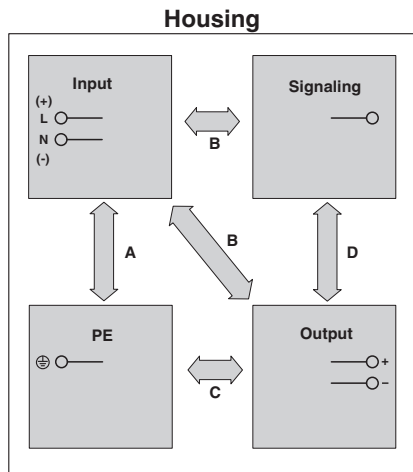 Housing
Input
Signaling
(+)
L
N
(-)
B
A
B
D
PE
Output
+
−
C